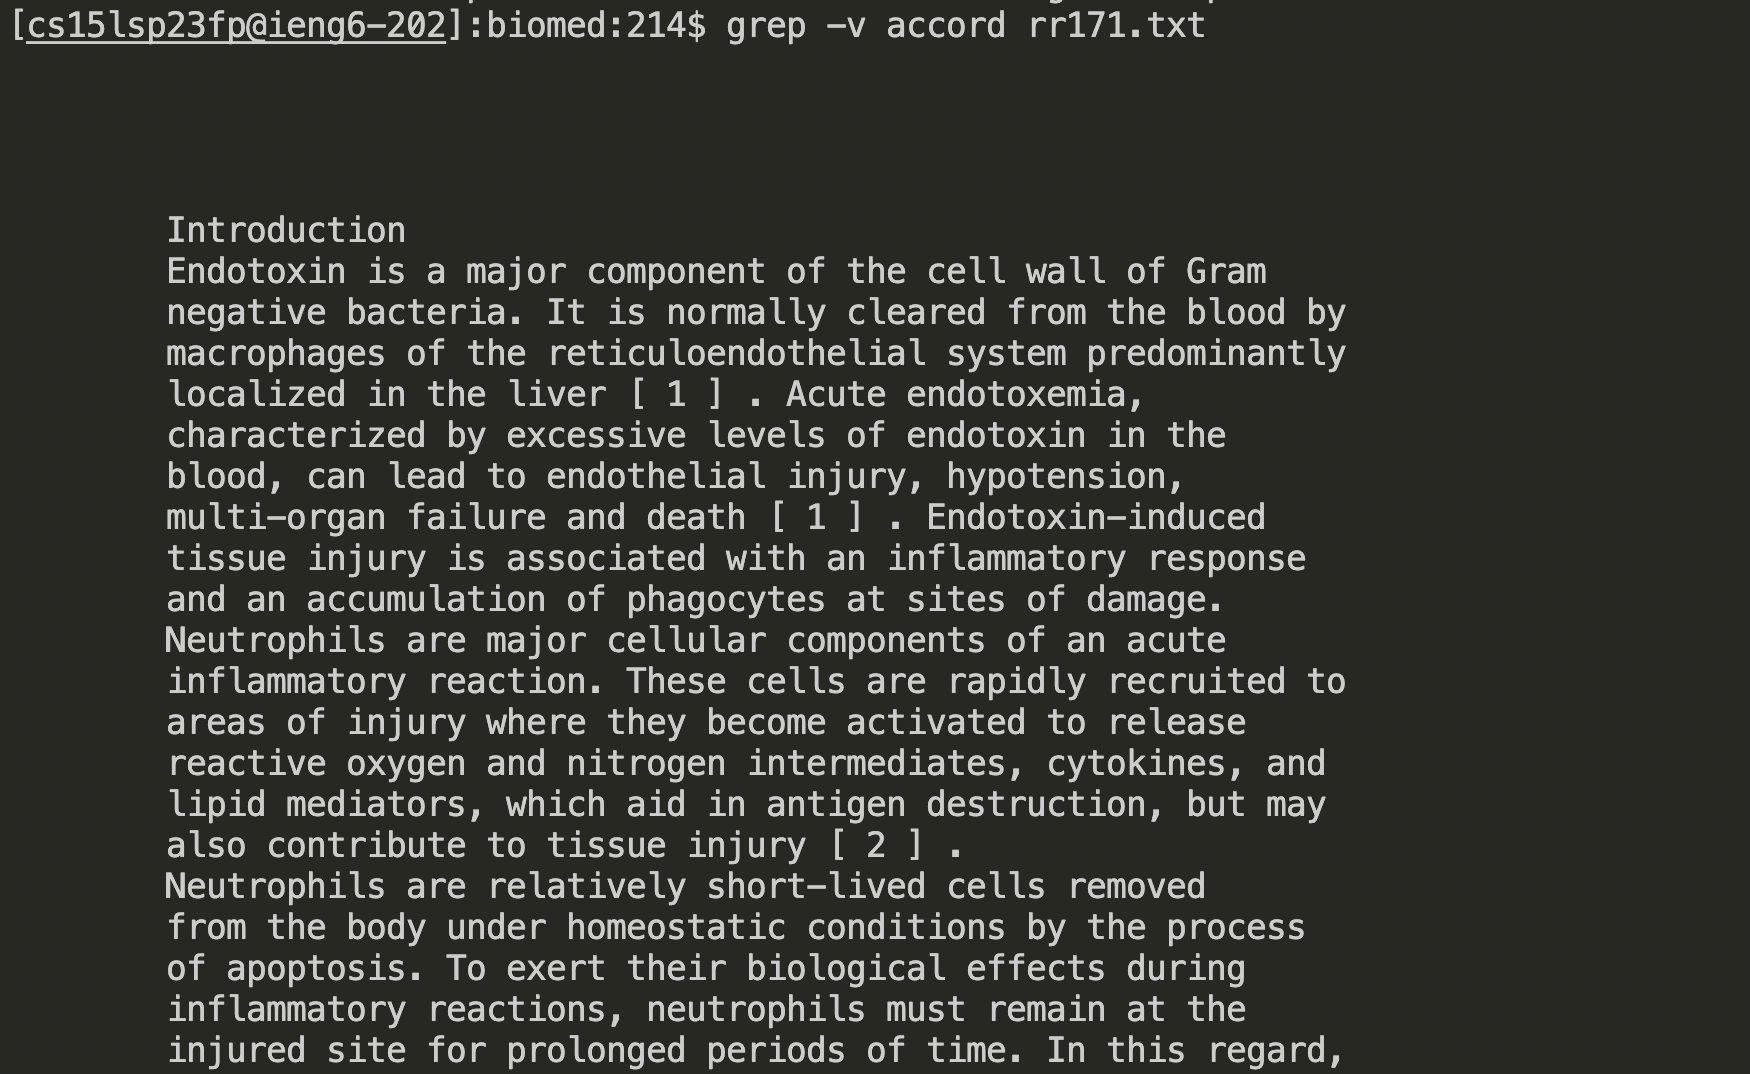 [cs15lsp23fp@ieng6-202]:biomed:214$ grep -v accord rr171.txt
Introduction
Endotoxin is a major component of the cell wall of Gram
negative bacteria. It is normally cleared from the blood by
macrophages of the reticuloendothelial system predominantly
localized in the liver [ 1 ] . Acute endotoxemia,
characterized by excessive levels of endotoxin in the
blood, can lead to endothelial injury, hypotension,
multi-organ failure and death [ 1 ] . Endotoxin-induced
tissue injury is associated with an inflammatory response
and an accumulation of phagocytes at sites of damage.
Neutrophils are major cellular components of an acute
inflammatory reaction. These cells are rapidly recruited to
areas of injury where they become activated to release
reactive oxygen and nitrogen intermediates, cytokines, and
lipid mediators, which aid in antigen destruction, but may
also contribute to tissue injury [ 2 ] .
Neutrophils are relatively short-lived cells removed
from the body under homeostatic conditions by the process
of apoptosis. To exert their biological effects during
inflammatory reactions, neutrophils must remain at the
injured site for prolonged periods of time. In this regard,